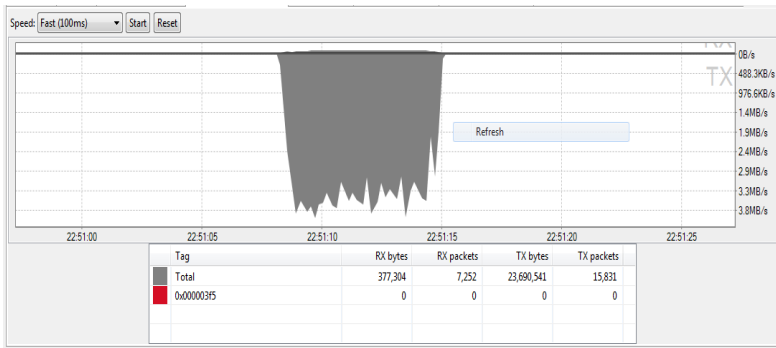 Speed: Fast (100ms) Start Reset
RX
0B/s
TX
488.3KB/s
976.6KB/s
1.4MB/s
Refresh
1.9MB/s
2.4MB/s
2.9MB/s
3.3MB/s
3.8MB/s
22:51:00 22:51:05 22:51:10 22:51:15 22:51:20 22:51:25
Tag RX bytes RX packets TX bytes TX packets
Total 377,304 7,252 23,690,541 15,831
0x000003f5 0 0 0 0